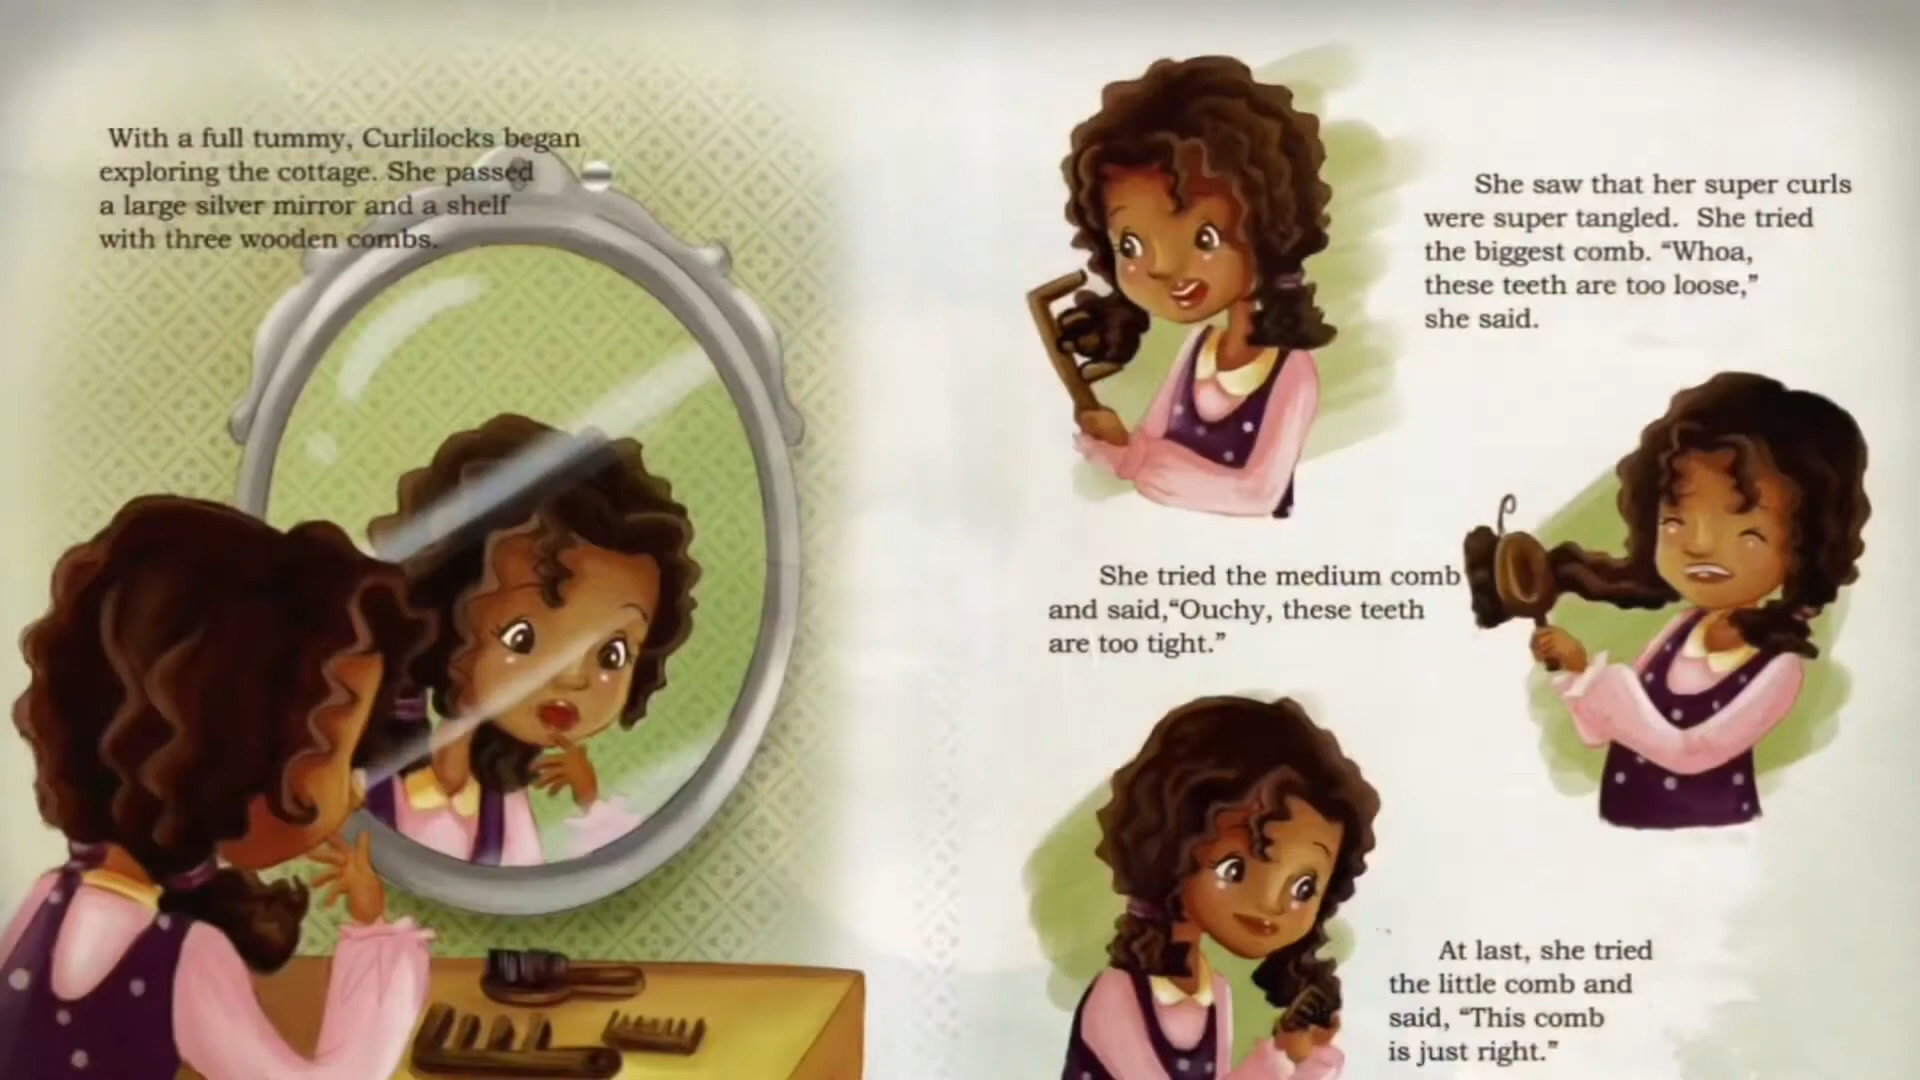 With a full tummy, Curlilocks began
exploring the cottage. She passed
a large silver mirror and a shelf
with three wooden combs.
She saw that her super curls
were super tangled.  She tried
the biggest comb. “Whoa,
these teeth are too loose,”
she said.
She tried the medium comb
and said,“Ouchy, these teeth
are too tight.”
At last, she tried
the little comb and
said, “This comb
is just right.”